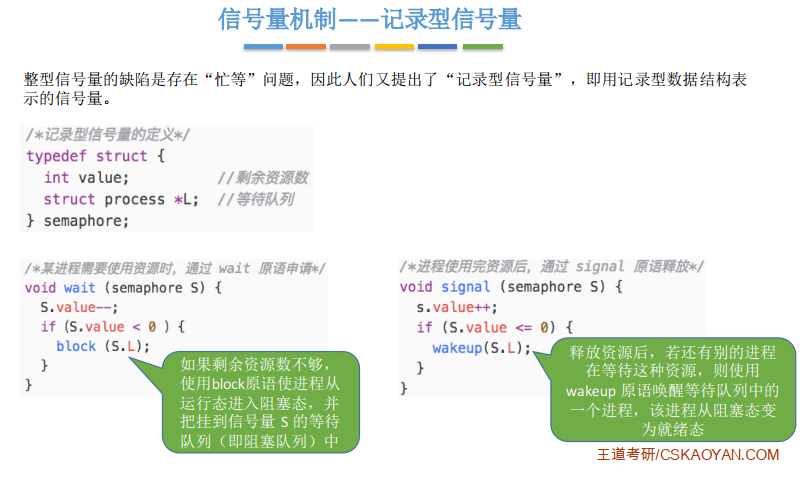 信号量机制——记录型信号量
整型信号量的缺陷是存在“忙等”问题，因此人们又提出了“记录型信号量”，即用记录型数据结构表
示的信号量。
/*记录型信号量的定义*/
typedef struct {
int value; //剩余资源数
struct process *L; //等待队列
} semaphore;
/*某进程需要使用资源时，通过 wait 原语申请*/
void wait (semaphore S) {
S.value--;
if (S.value < 0 ) {
block (S.L);
}
}
如果剩余资源数不够，
使用block原语使进程从
运行态进入阻塞态，并
把挂到信号量 S 的等待
队列（即阻塞队列）中
/*进程使用完资源后，通过 signal 原语释放*/
void signal (semaphore S) {
s.value++;
if (S.value <= 0) {
wakeup(S.L);
}
}
释放资源后，若还有别的进程
在等待这种资源，则使用
wakeup 原语唤醒等待队列中的
一个进程，该进程从阻塞态变
为就绪态
王道考研/CSKAOYAN.COM